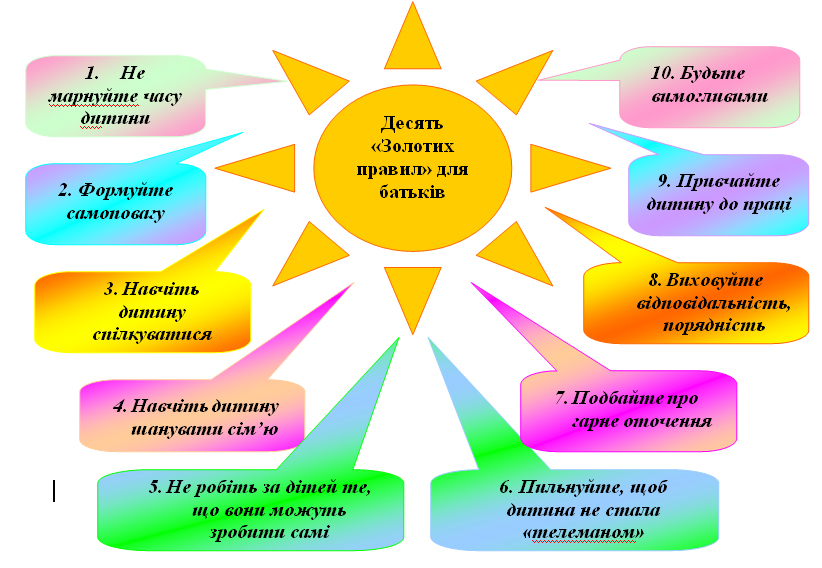 Десять
«Золотих
правил» для
батьків
1. Не
марнуйте часу
дитини
2. Формуйте
самоповагу
3. Навчіть
дитину
спілкуватися
4. Навчіть дитину
шанувати сім’ю
5. Не робіть за дітей те,
що вони можуть
зробити самі
6. Пильнуйте, щоб
дитина не стала
«телеманом»
7. Подбайте про
гарне оточення
8. Виховуйте
відповідальність,
порядність
9. Привчайте
дитину до праці
10. Будьте
вимогливими